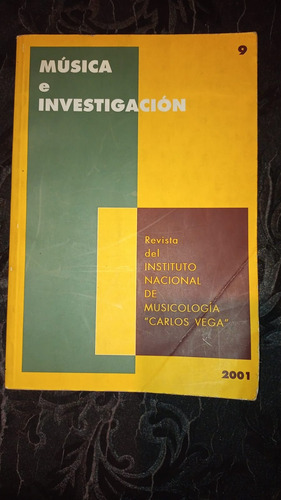 9
MÚSICA
e
INVESTIGACIÓN
Revista
del
INSTITUTO
NACIONAL
DE
MUSICOLOGÍA
"CARLOS VEGA"
2001